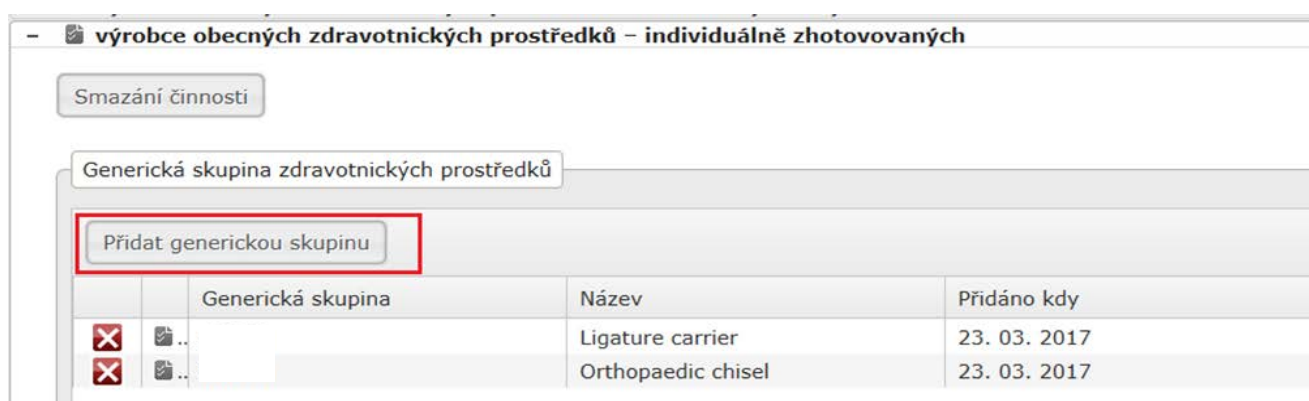 – výrobce obecných zdravotnických prostředků – individuálně zhotovovaných
Smazání činnosti
Generická skupina zdravotnických prostředků
Přidat generickou skupinu
Generická skupina Název Přidáno kdy
.. Ligature carrier 23. 03. 2017
.. Orthopaedic chisel 23. 03. 2017